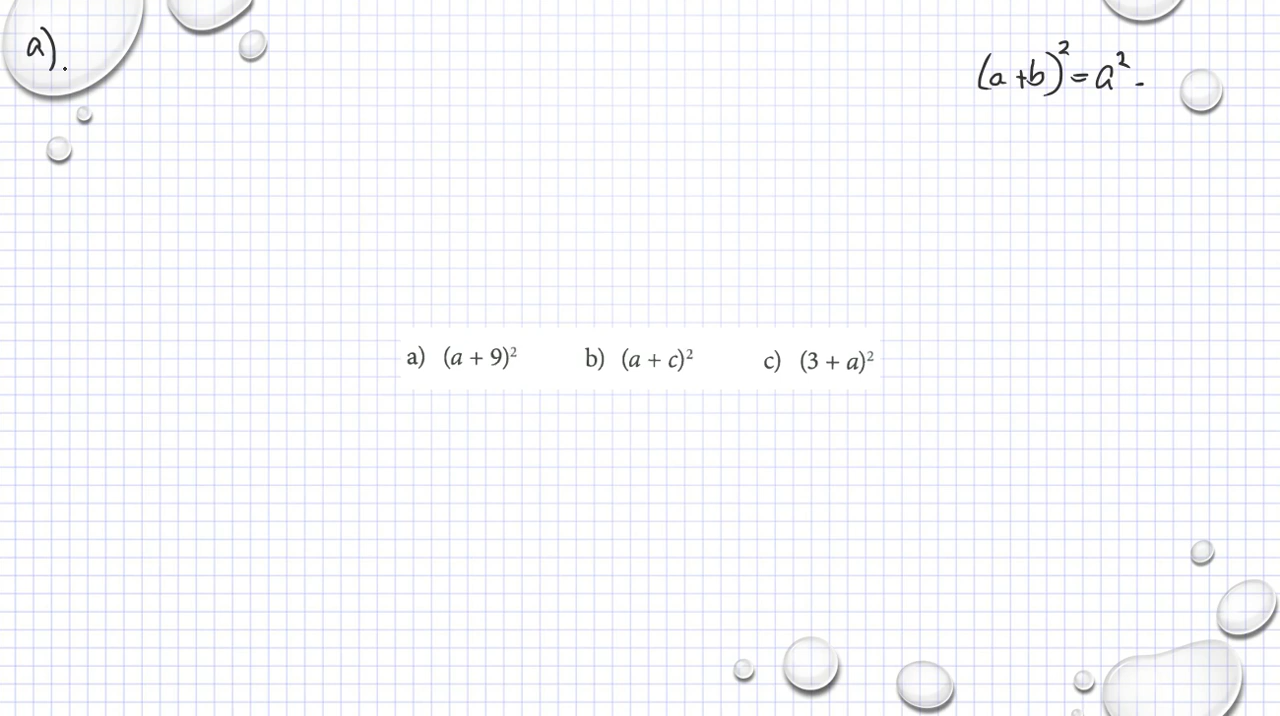 a).
(a+b)²=a² -
a) (a + 9)² b) (a + c)² c) (3 + a)²